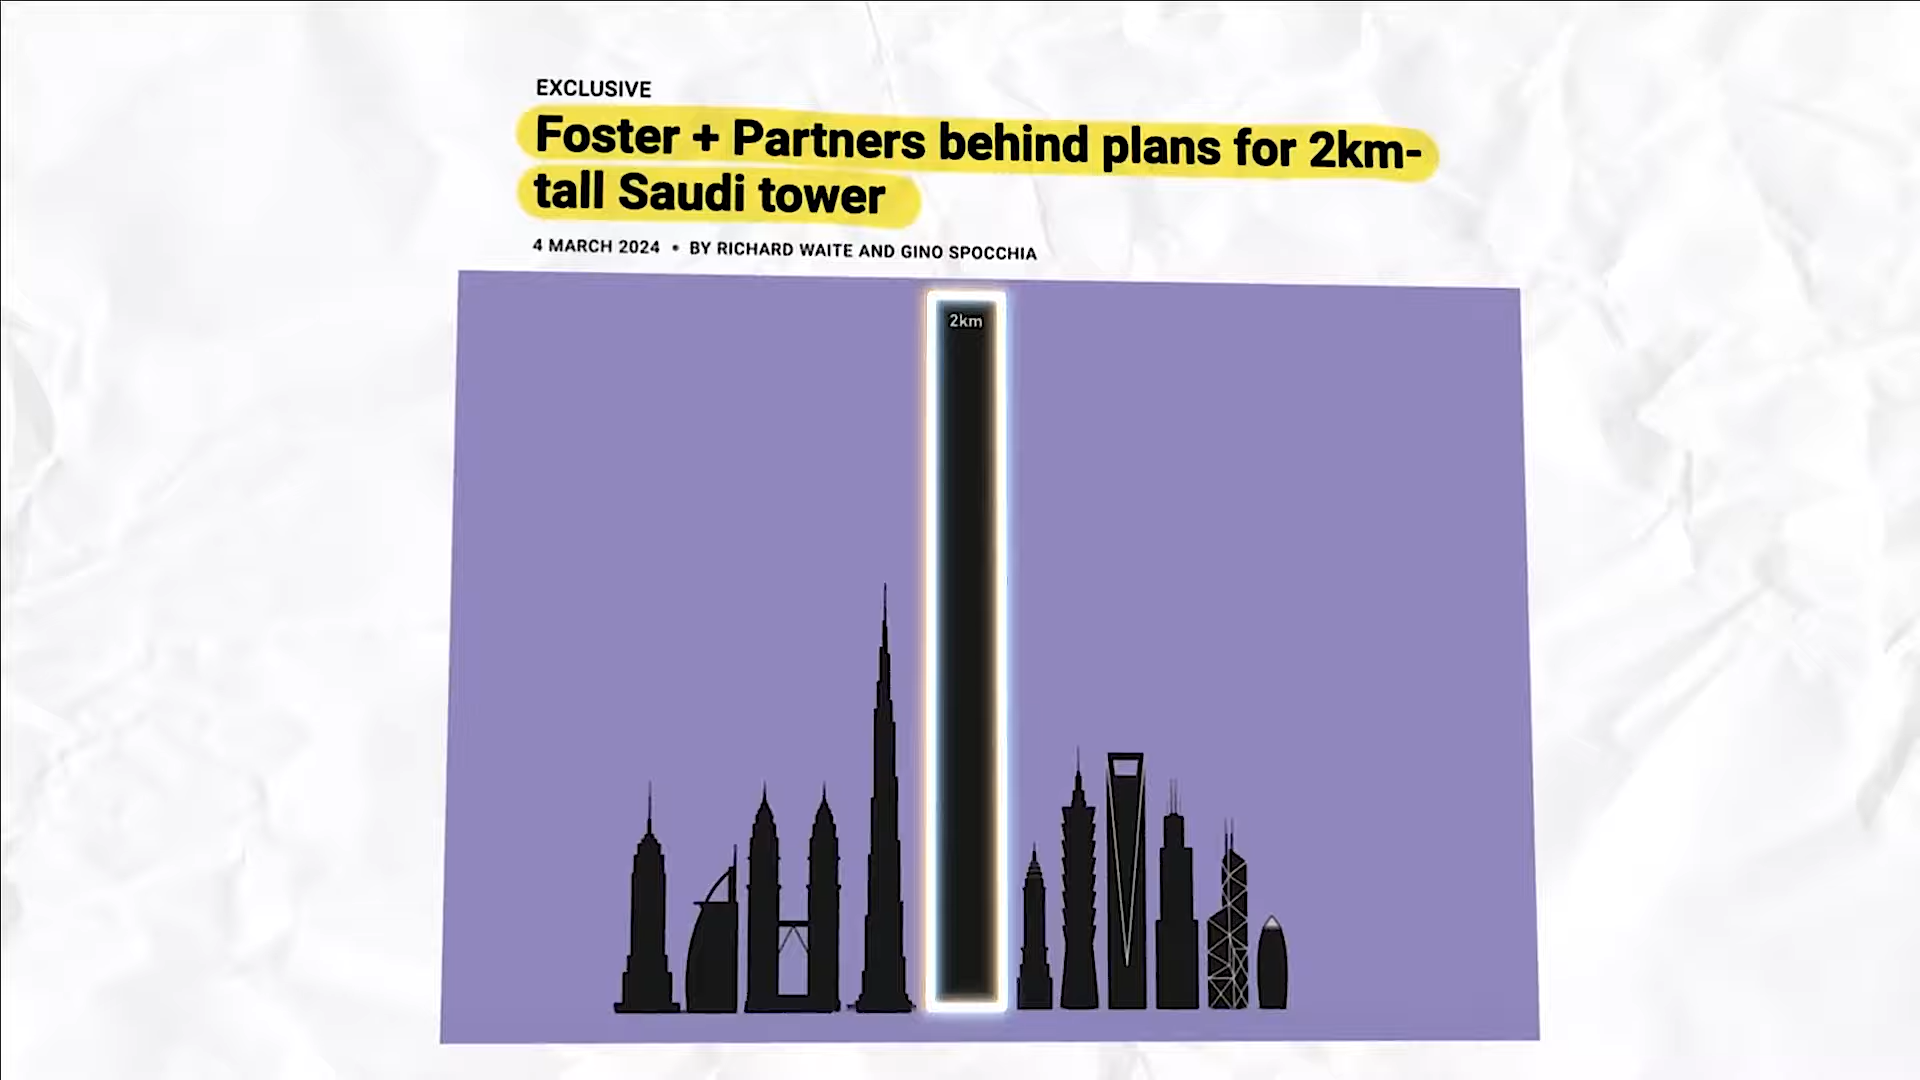 EXCLUSIVE
Foster + Partners behind plans for 2km-
tall Saudi tower
4 MARCH 2024 • BY RICHARD WAITE AND GINO SPOCCHIA
2km